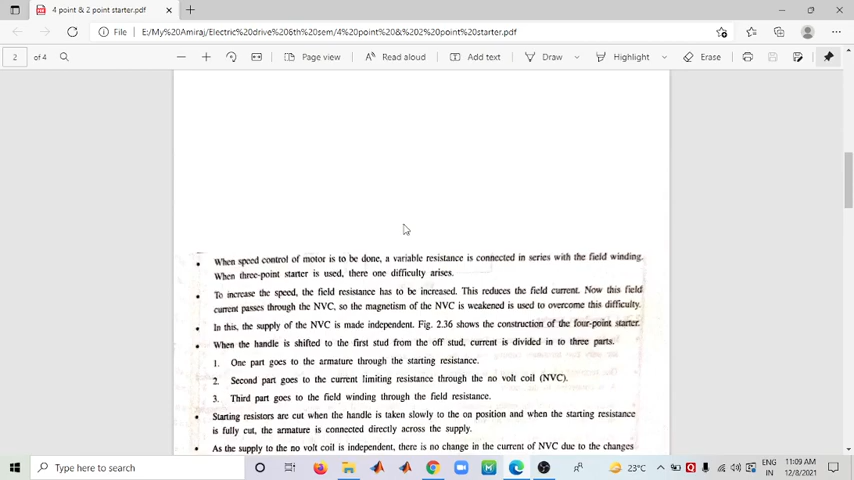 4 point & 2 point starter.pdf
File
E:/My%20Amiraj/Electric%20drive%206th%20sem/4%20point%20&%202%20point%20starter.pdf
2 of 4
Page view
Read aloud
Add text
Draw
Highlight
Erase
When speed control of motor is to be done, a variable resistance is connected in series with the field winding.
When three-point starter is used, there one difficulty arises.
To increase the speed, the field resistance has to be increased. This reduces the field current. Now this field
current passes through the NVC, so the magnetism of the NVC is weakened is used to overcome this difficulty.
In this, the supply of the NVC is made independent. Fig. 2.36 shows the construction of the four-point starter.
When the handle is shifted to the first stud from the off stud, current is divided in to three parts.
1. One part goes to the armature through the starting resistance.
2. Second part goes to the current limiting resistance through the no volt coil (NVC).
3. Third part goes to the field winding through the field resistance.
Starting resistors are cut when the handle is taken slowly to the on position and when the starting resistance
is fully cut, the armature is connected directly across the supply.
As the supply to the no volt coil is independent, there is no change in the current of NVC due to the changes
Type here to search
23°C
ENG
IN
11:09 AM
12/8/2021